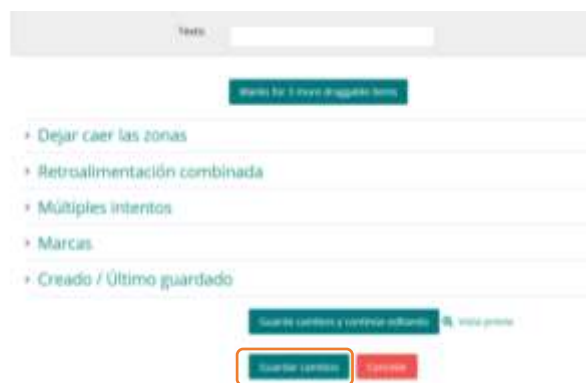 Texto
Blanks for 3 more draggable items
Dejar caer las zonas
Retroalimentación combinada
Múltiples intentos
Marcas
Creado / Último guardado
Guardar cambios y continuar editando Vista previa
Guardar cambios Cancelar